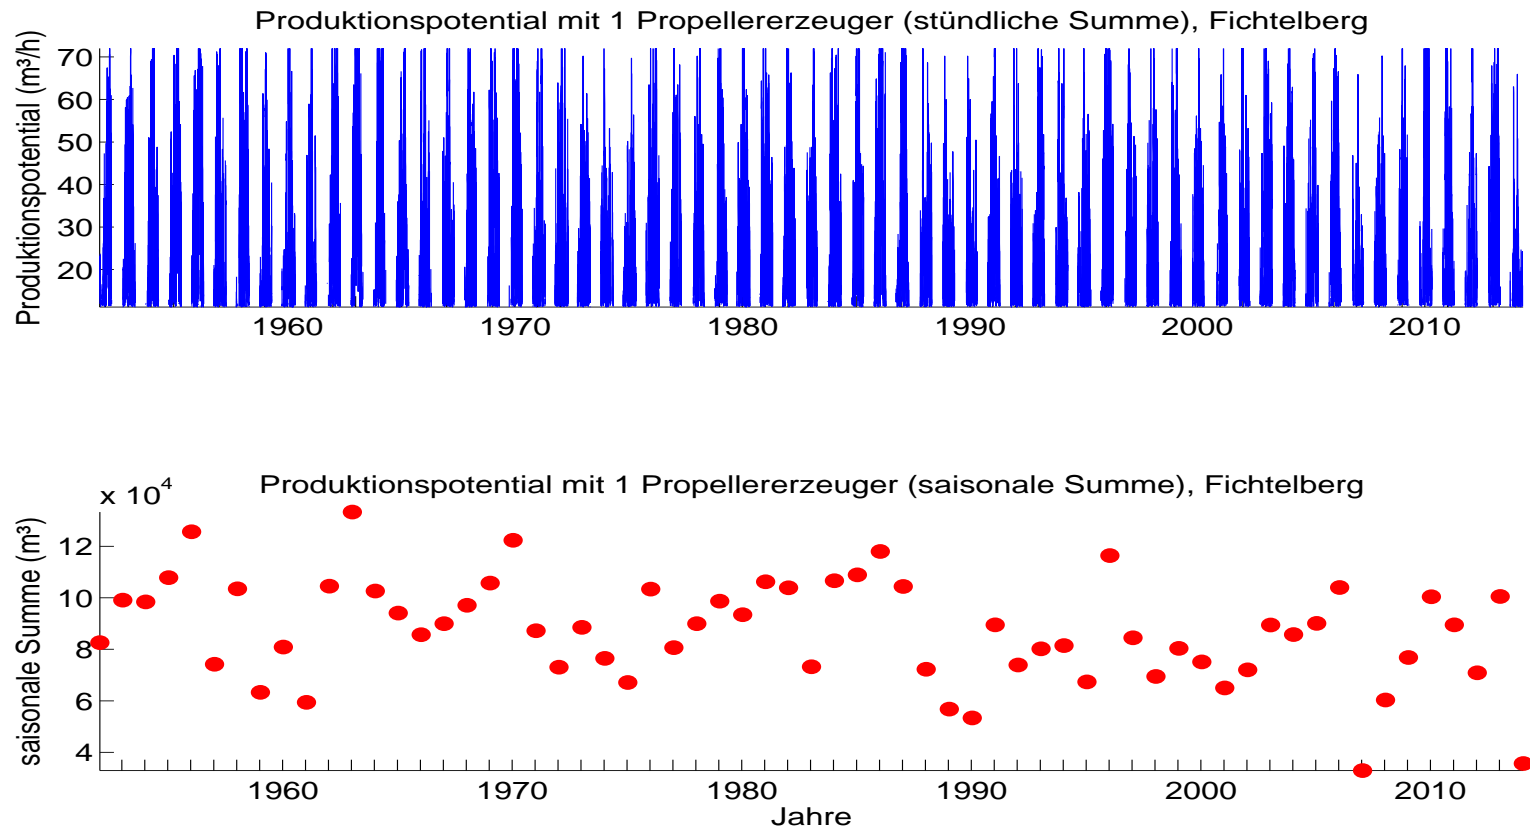 Produktionspotential mit 1 Propellererzeuger (stündliche Summe), Fichtelberg
Produktionspotential (m³/h)
70
60
50
40
30
20
1960 1970 1980 1990 2000 2010
Produktionspotential mit 1 Propellererzeuger (saisonale Summe), Fichtelberg
x 10⁴
saisonale Summe (m³)
12
10
8
6
4
1960 1970 1980 1990 2000 2010
Jahre